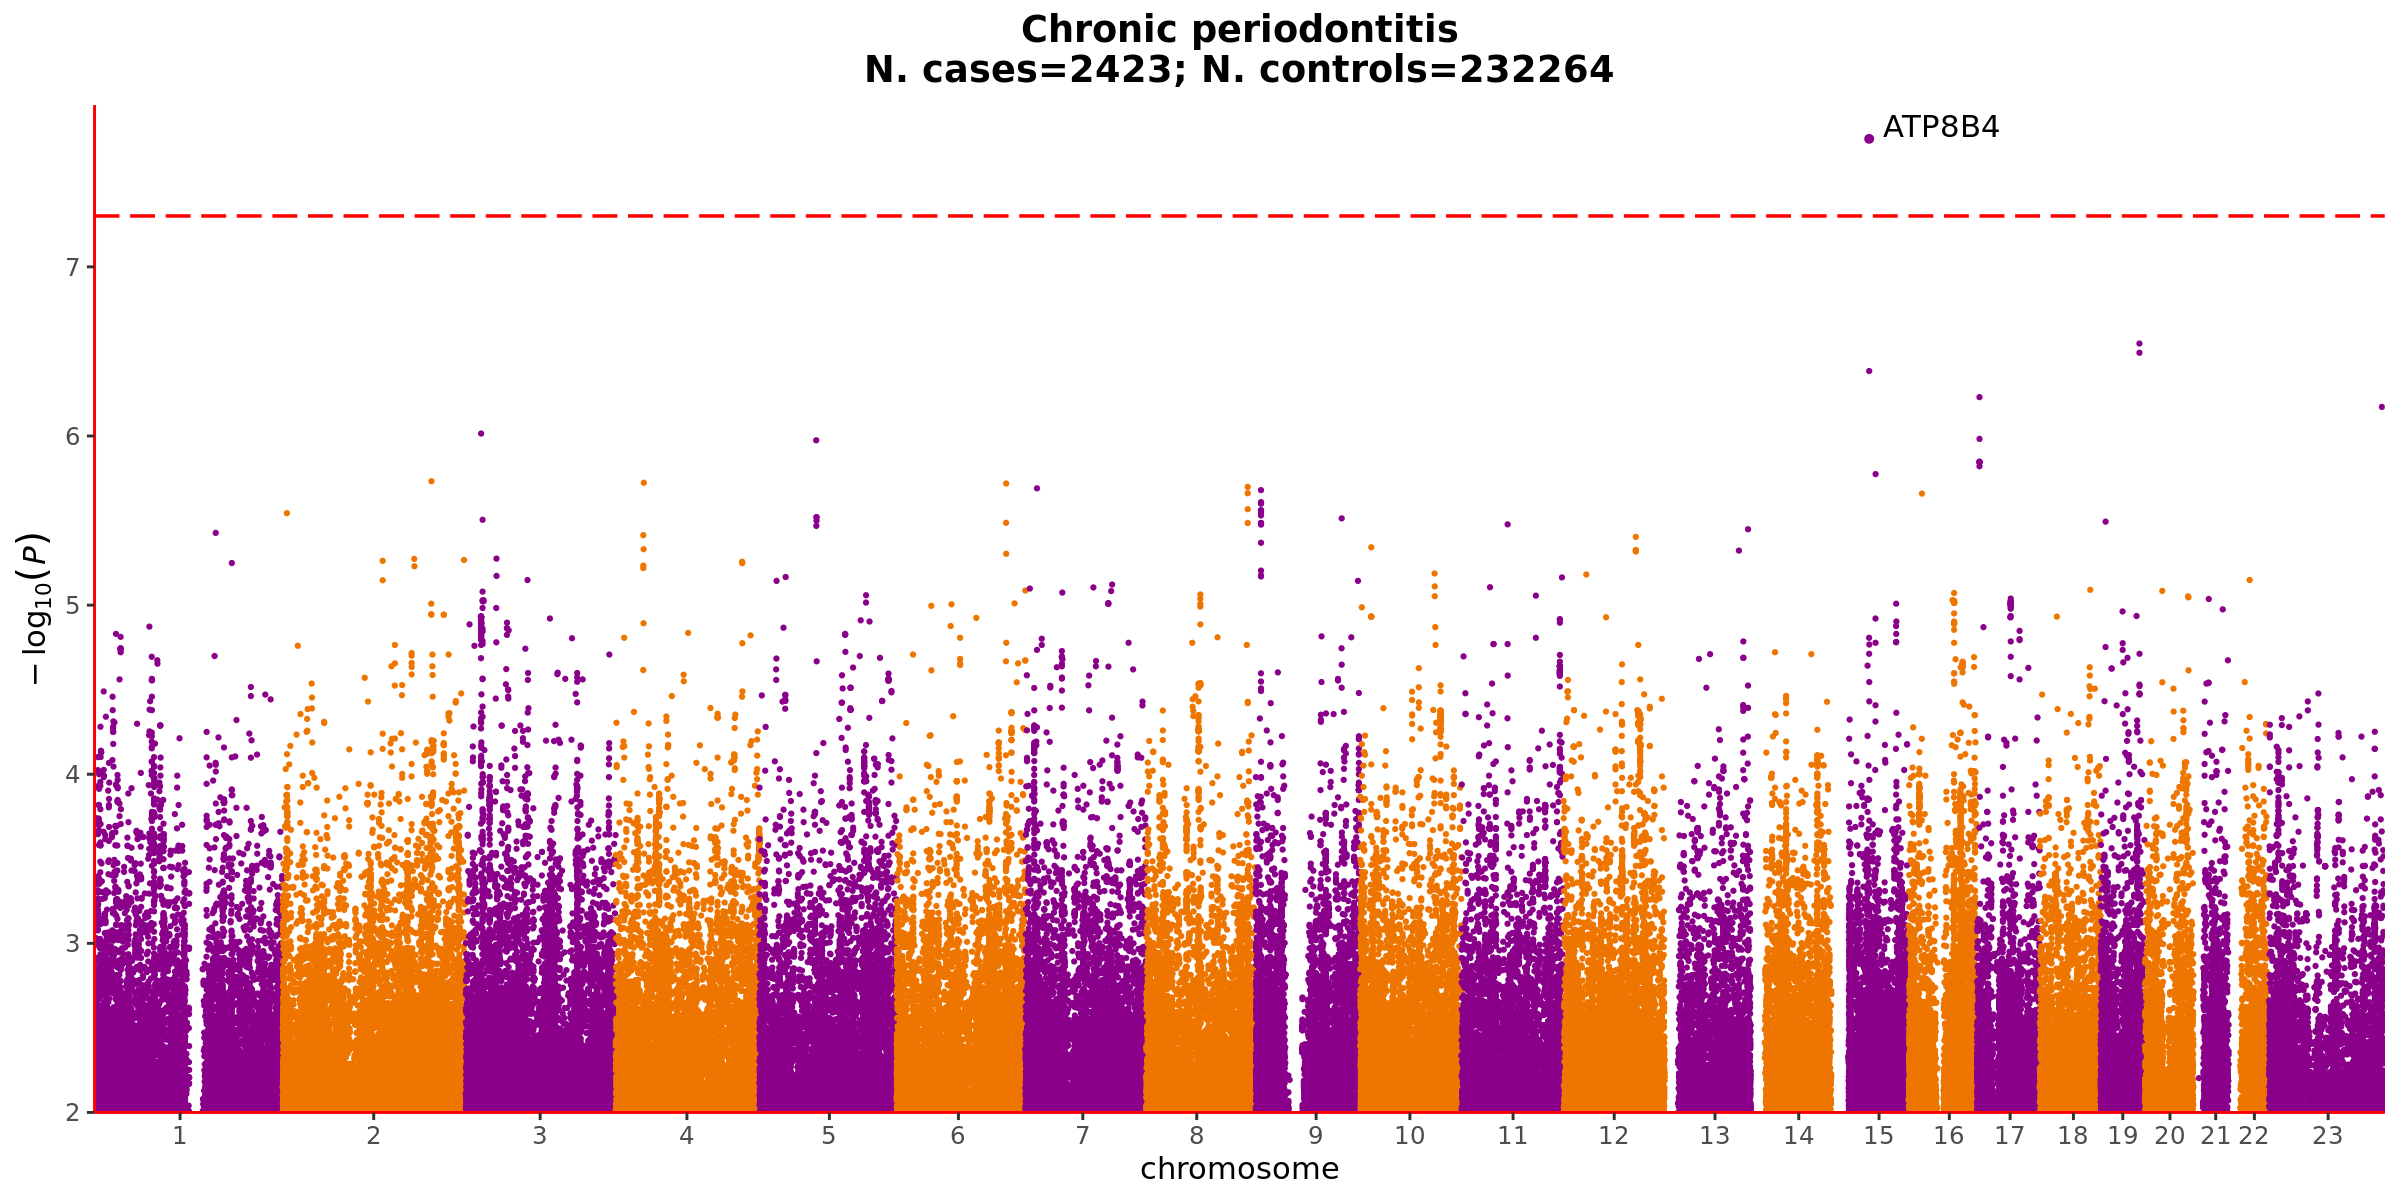 Chronic periodontitis
N. cases=2423; N. controls=232264
ATP8B4
7
6
5
4
3
2
− log10(P)
1 2 3 4 5 6 7 8 9 10 11 12 13 14 15 16 17 18 19 20 21 22 23
chromosome